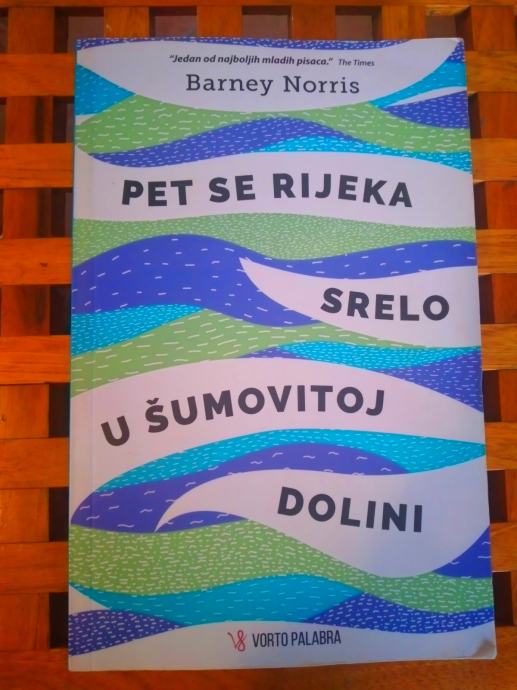 “Jedan od najboljih mladih pisaca.” The Times
Barney Norris
PET SE RIJEKA
SRELO
U ŠUMOVITOJ
DOLINI
VORTO PALABRA